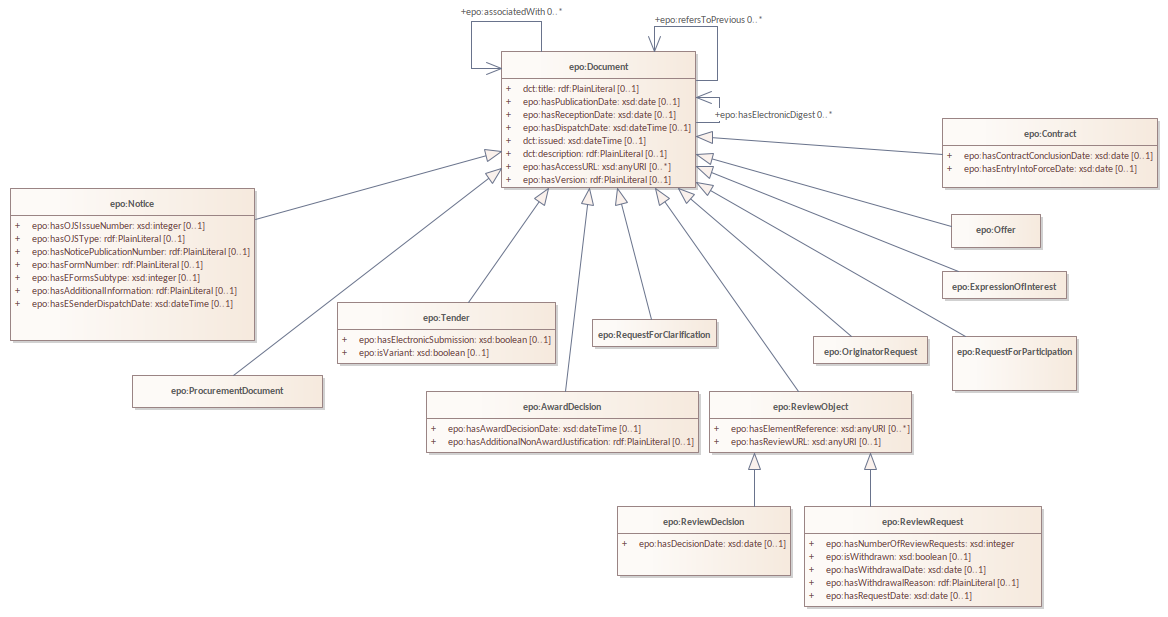 +epo:associatedWith 0..*
+epo:refersToPrevious 0..*
epo:Document
+ dct:title: rdf:PlainLiteral [0..1]
+ epo:hasPublicationDate: xsd:date [0..1]
+ epo:hasReceptionDate: xsd:date [0..1]
+ epo:hasDispatchDate: xsd:dateTime [0..1]
+ dct:issued: xsd:dateTime [0..1]
+ dct:description: rdf:PlainLiteral [0..1]
+ epo:hasAccessURL: xsd:anyURI [0..*]
+ epo:hasVersion: rdf:PlainLiteral [0..1]
+epo:hasElectronicDigest 0..*
epo:Contract
+ epo:hasContractConclusionDate: xsd:date [0..1]
+ epo:hasEntryIntoForceDate: xsd:date [0..1]
epo:Notice
+ epo:hasOJSIssueNumber: xsd:integer [0..1]
+ epo:hasOJSType: rdf:PlainLiteral [0..1]
+ epo:hasNoticePublicationNumber: rdf:PlainLiteral [0..1]
+ epo:hasFormNumber: rdf:PlainLiteral [0..1]
+ epo:hasEFormsSubtype: xsd:integer [0..1]
+ epo:hasAdditionalInformation: rdf:PlainLiteral [0..1]
+ epo:hasESenderDispatchDate: xsd:dateTime [0..1]
epo:Offer
epo:ExpressionOfInterest
epo:Tender
+ epo:hasElectronicSubmission: xsd:boolean [0..1]
+ epo:isVariant: xsd:boolean [0..1]
epo:RequestForClarification
epo:OriginatorRequest
epo:RequestForParticipation
epo:ProcurementDocument
epo:AwardDecision
+ epo:hasAwardDecisionDate: xsd:dateTime [0..1]
+ epo:hasAdditionalNonAwardJustification: rdf:PlainLiteral [0..1]
epo:ReviewObject
+ epo:hasElementReference: xsd:anyURI [0..*]
+ epo:hasReviewURL: xsd:anyURI [0..1]
epo:ReviewDecision
+ epo:hasDecisionDate: xsd:date [0..1]
epo:ReviewRequest
+ epo:hasNumberOfReviewRequests: xsd:integer
+ epo:isWithdrawn: xsd:boolean [0..1]
+ epo:hasWithdrawalDate: xsd:date [0..1]
+ epo:hasWithdrawalReason: rdf:PlainLiteral [0..1]
+ epo:hasRequestDate: xsd:date [0..1]